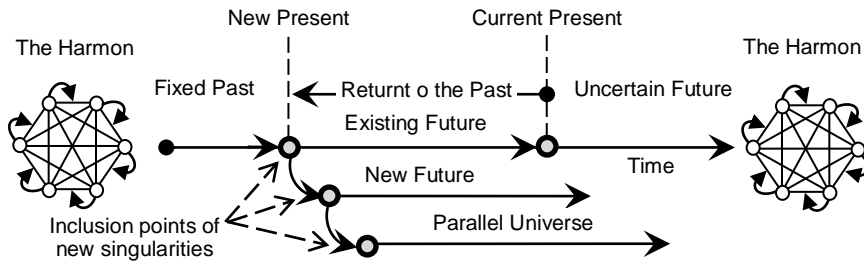 New Present
Current Present
The Harmon
The Harmon
Fixed Past
Returnt o the Past
Uncertain Future
Existing Future
Time
New Future
Inclusion points of
new singularities
Parallel Universe